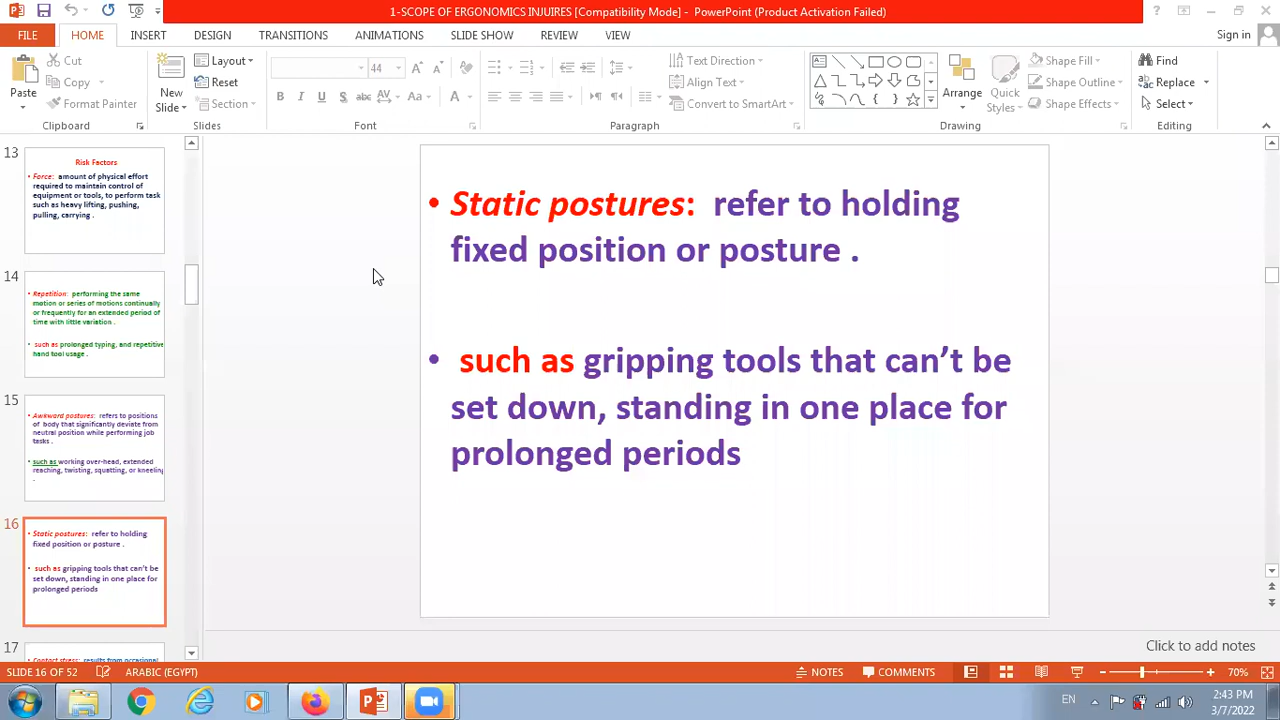 1-SCOPE OF ERGONOMICS INJUIRES [Compatibility Mode] - PowerPoint (Product Activation Failed)
FILE HOME INSERT DESIGN TRANSITIONS ANIMATIONS SLIDE SHOW REVIEW VIEW Sign in
Paste
Cut
Copy
Format Painter
Clipboard
New
Slide
Layout
Reset
Section
Slides
44
B I U S abc AV Aa A
Font
Text Direction
Align Text
Convert to SmartArt
Paragraph
Arrange
Quick
Styles
Shape Fill
Shape Outline
Shape Effects
Drawing
Find
Replace
Select
Editing
13
Risk Factors
Force: amount of physical effort
required to maintain control of
equipment or tools, to perform task
such as heavy lifting, pushing,
pulling, carrying .
14
• Repetition: performing the same
motion or series of motions continually
or frequently for an extended period of
time with little variation .
• such as prolonged typing, and repetitive
hand tool usage .
15
• Awkward postures: refers to positions
of body that significantly deviate from
neutral position while performing job
tasks .
• such as working over-head, extended
reaching, twisting, squatting, or kneeling
.
16
• Static postures: refer to holding
fixed position or posture .
• such as gripping tools that can't be
set down, standing in one place for
prolonged periods
17
Contact stress: results from occasional
• Static postures: refer to holding
fixed position or posture .
• such as gripping tools that can't be
set down, standing in one place for
prolonged periods
Click to add notes
SLIDE 16 OF 52 ARABIC (EGYPT) NOTES COMMENTS 70%
EN 2:43 PM
3/7/2022